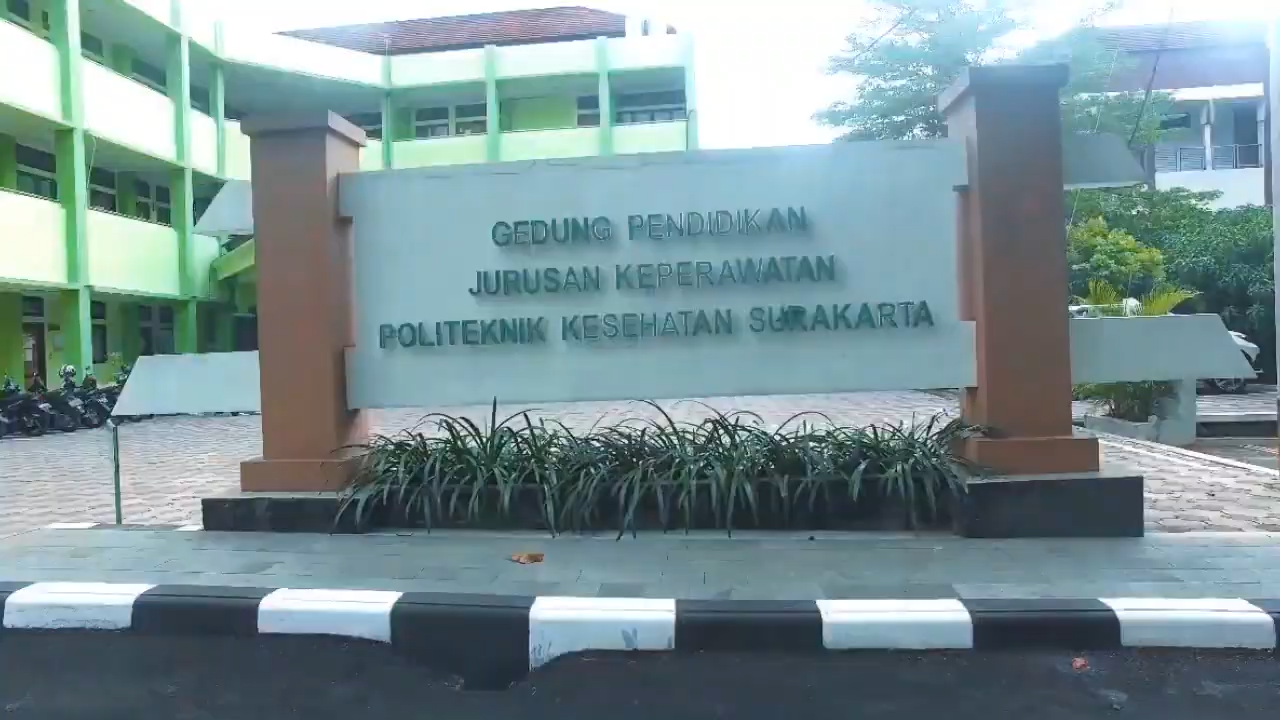 GEDUNG PENDIDIKAN
JURUSAN KEPERAWATAN
POLITEKNIK KESEHATAN SURAKARTA